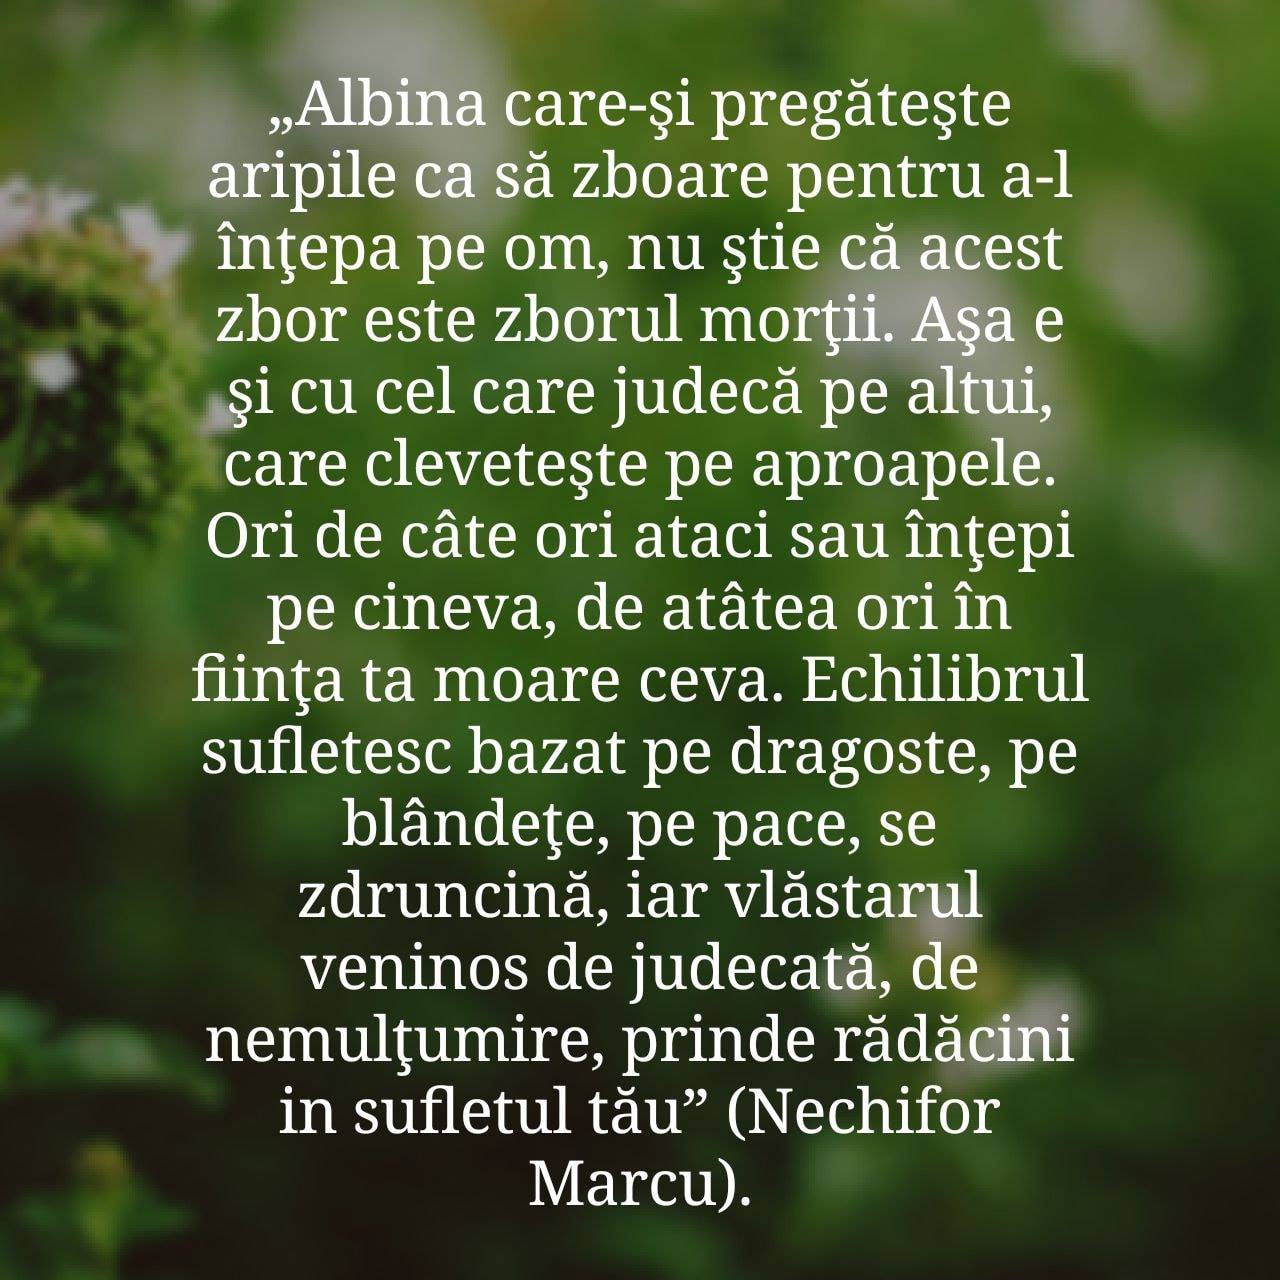 „Albina care-şi pregăteşte
aripile ca să zboare pentru a-l
înţepa pe om, nu ştie că acest
zbor este zborul morţii. Aşa e
şi cu cel care judecă pe altui,
care cleveteşte pe aproapele.
Ori de câte ori ataci sau înţepi
pe cineva, de atâtea ori în
fiinţa ta moare ceva. Echilibrul
sufletesc bazat pe dragoste, pe
blândeţe, pe pace, se
zdruncină, iar vlăstarul
veninos de judecată, de
nemulţumire, prinde rădăcini
in sufletul tău” (Nechifor
Marcu).